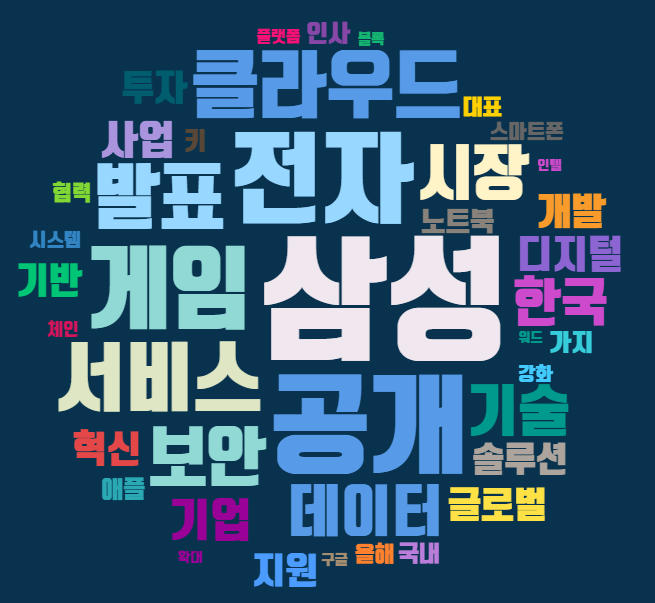 플랫폼 인사 블록
투자 클라우드 대표
사업 키 스마트폰
협력 발표 전자 시장 인텔
노트북 개발
시스템 디지털
기반 게임 삼성 한국
체인 워드 가지
서비스 강화
공개 기술
혁신 보안 솔루션
애플 데이터 글로벌
기업
확대 지원 구글 올해 국내